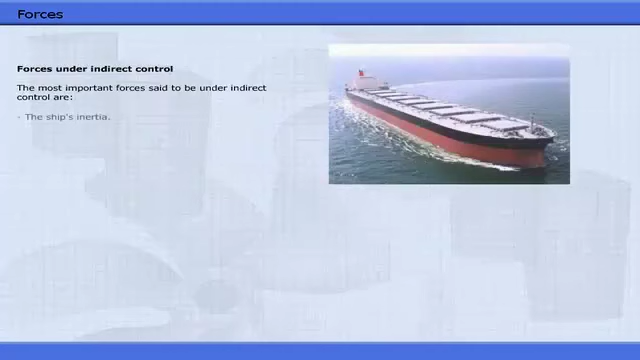 Forces
Forces under indirect control
The most important forces said to be under indirect
control are:
- The ship's inertia.